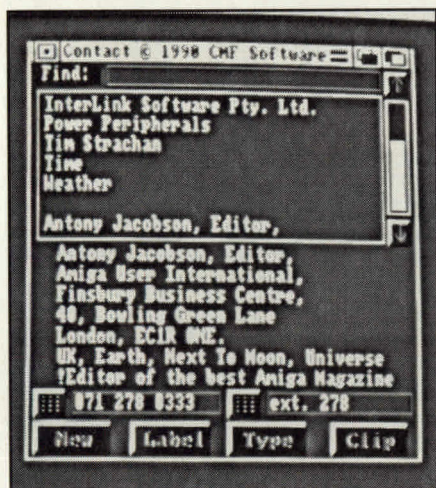 Contact © 1990 CMF Software
Find:
InterLink Software Pty. Ltd.
Power Peripherals
Tim Strachan
Time
Weather
Antony Jacobson, Editor,
Antony Jacobson, Editor,
Amiga User International,
Finsbury Business Centre,
40, Bowling Green Lane
London, EC1R 0NE.
UK, Earth, Next To Moon, Universe
!Editor of the best Amiga Magazine
071 278 0333 ext. 278
New Label Type Clip